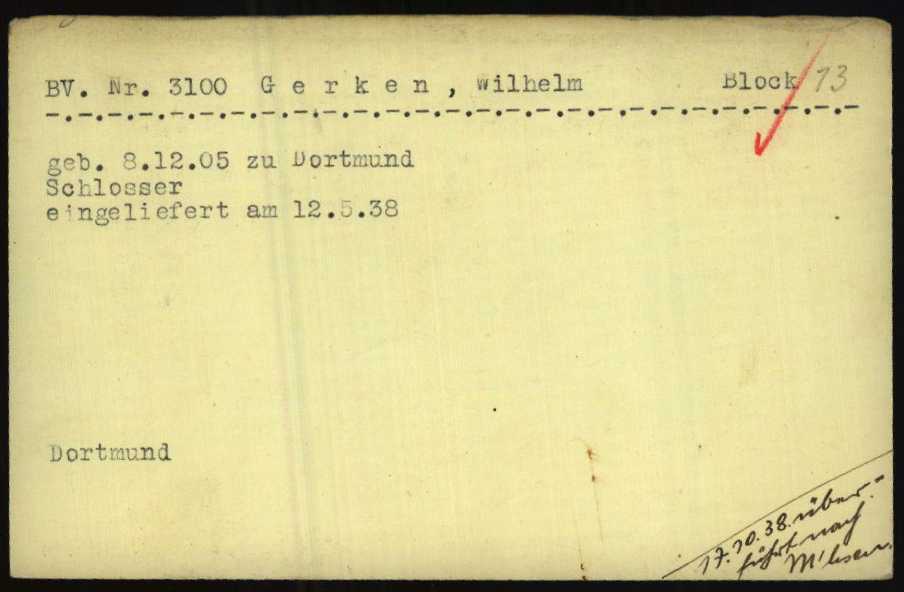 BV. Nr. 3100 G e r k e n , Wilhelm Block 13
geb. 8.12.05 zu Dortmund
Schlosser
eingeliefert am 12.5.38
Dortmund
17.10.38. über-
führt nach